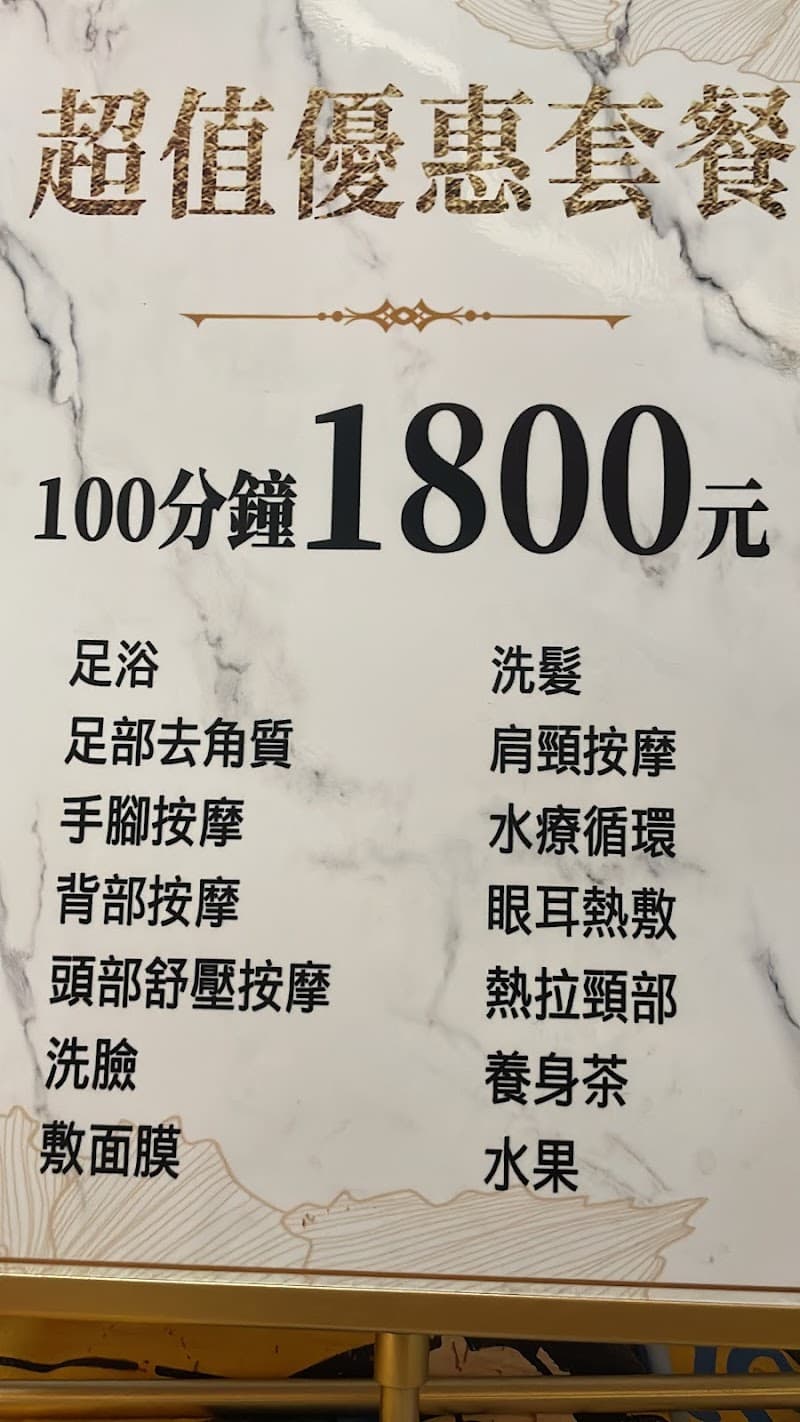 超值優惠套餐
100分鐘1800元
足浴
足部去角質
手腳按摩
背部按摩
頭部舒壓按摩
洗臉
敷面膜
洗髮
肩頸按摩
水療循環
眼耳熱敷
熱拉頸部
養身茶
水果